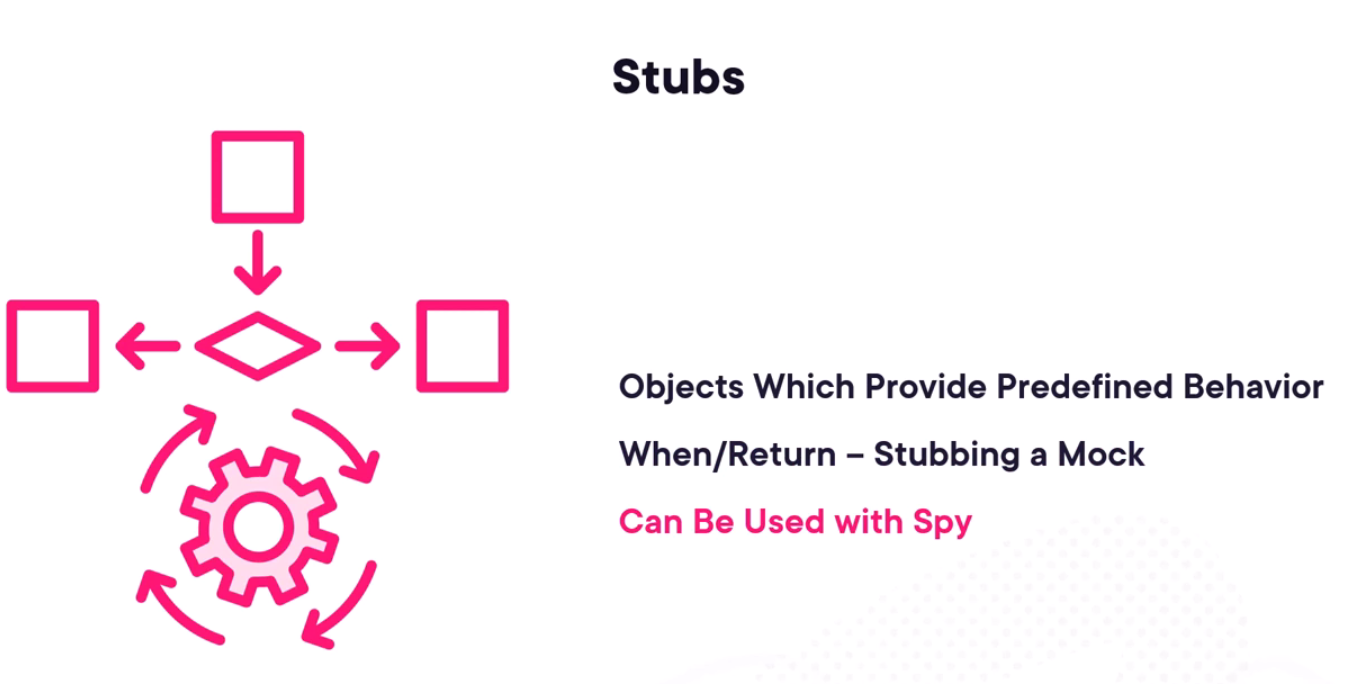 Stubs
Objects Which Provide Predefined Behavior
When/Return – Stubbing a Mock
Can Be Used with Spy